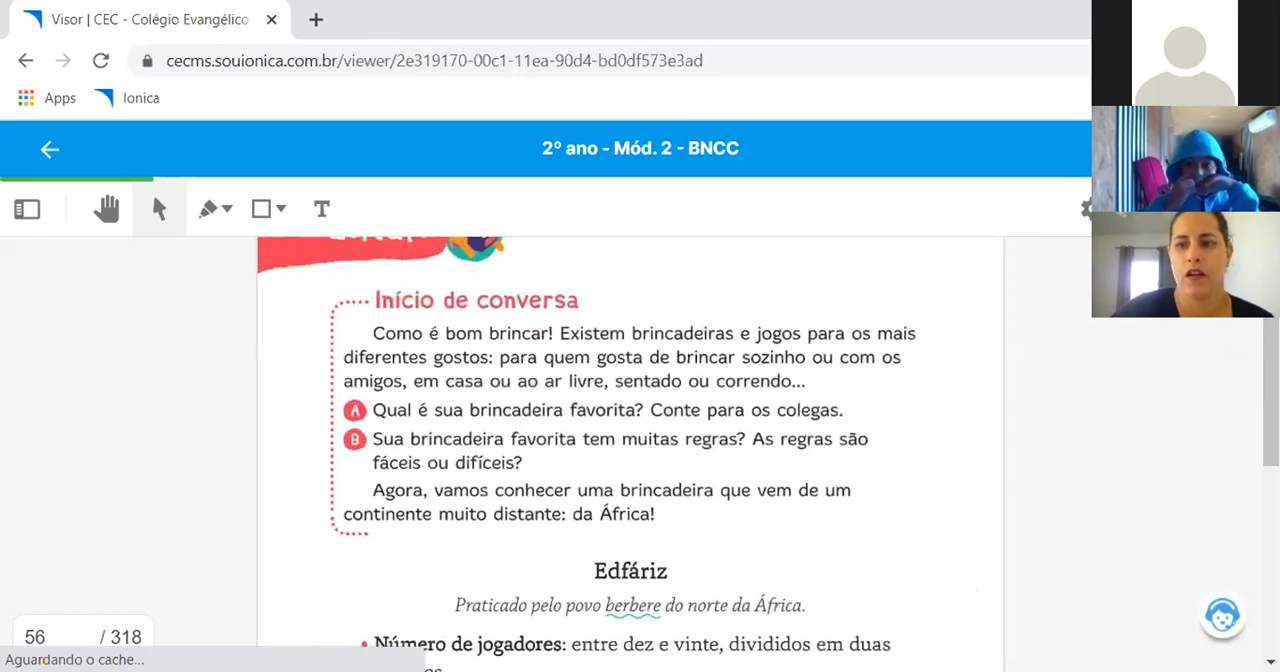 Visor | CEC - Colégio Evangélico
cecms.souionica.com.br/viewer/2e319170-00c1-11ea-90d4-bd0df573e3ad
Apps
Ionica
2º ano - Mód. 2 - BNCC
T
Início de conversa
Como é bom brincar! Existem brincadeiras e jogos para os mais
diferentes gostos: para quem gosta de brincar sozinho ou com os
amigos, em casa ou ao ar livre, sentado ou correndo...
A Qual é sua brincadeira favorita? Conte para os colegas.
B Sua brincadeira favorita tem muitas regras? As regras são
fáceis ou difíceis?
Agora, vamos conhecer uma brincadeira que vem de um
continente muito distante: da África!
Edfáriz
Praticado pelo povo berbere do norte da África.
• Número de jogadores: entre dez e vinte, divididos em duas
56 / 318
Aguardando o cache...